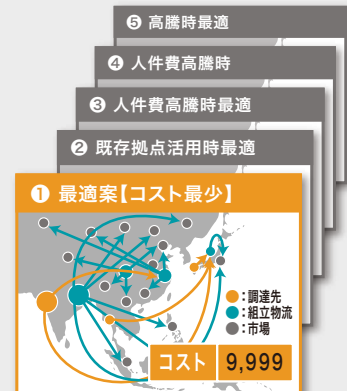 ❺ 高騰時最適
❹ 人件費高騰時
❸ 人件費高騰時最適
❷ 既存拠点活用時最適
❶ 最適案【コスト最少】
●:調達先
●:組立物流
●:市場
コスト 9,999